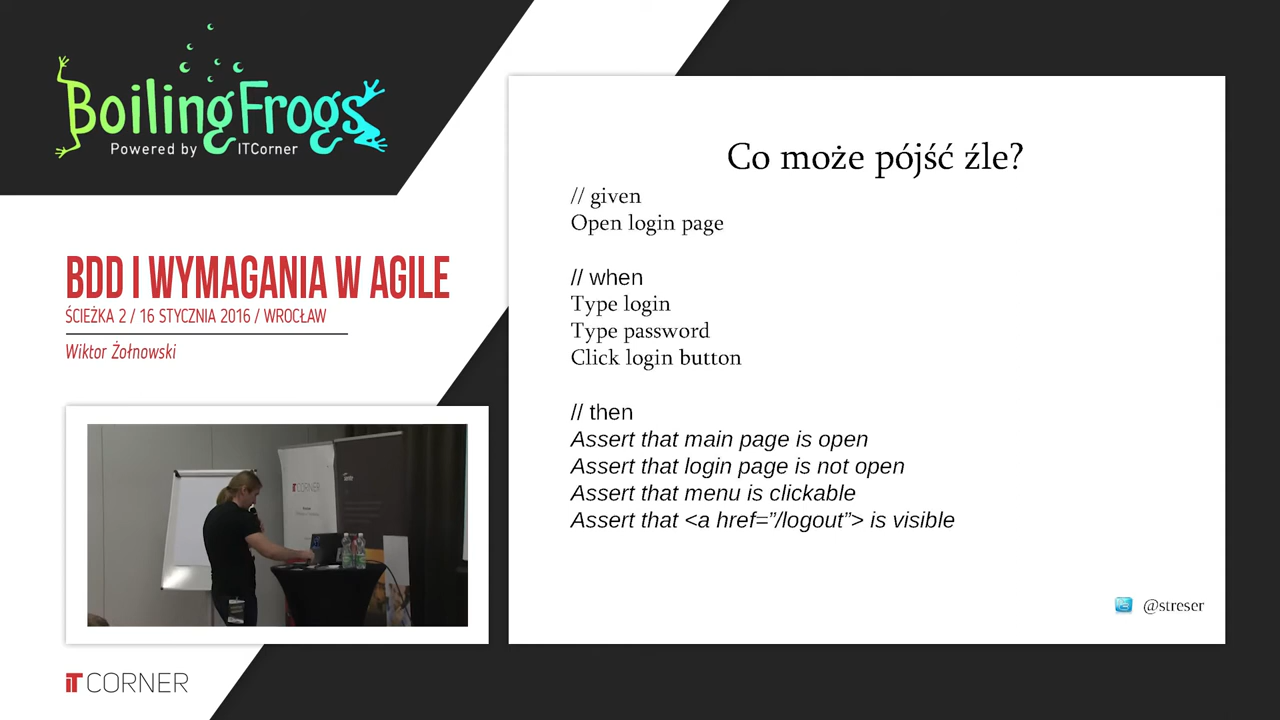 BoilingFrogs
Powered by ITCorner
BDD I WYMAGANIA W AGILE
ŚCIEŻKA 2 / 16 STYCZNIA 2016 / WROCŁAW
Wiktor Żołnowski
ITCORNER
iT CORNER
Co może pójść źle?
// given
Open login page
// when
Type login
Type password
Click login button
// then
Assert that main page is open
Assert that login page is not open
Assert that menu is clickable
Assert that <a href=”/logout”> is visible
@streser